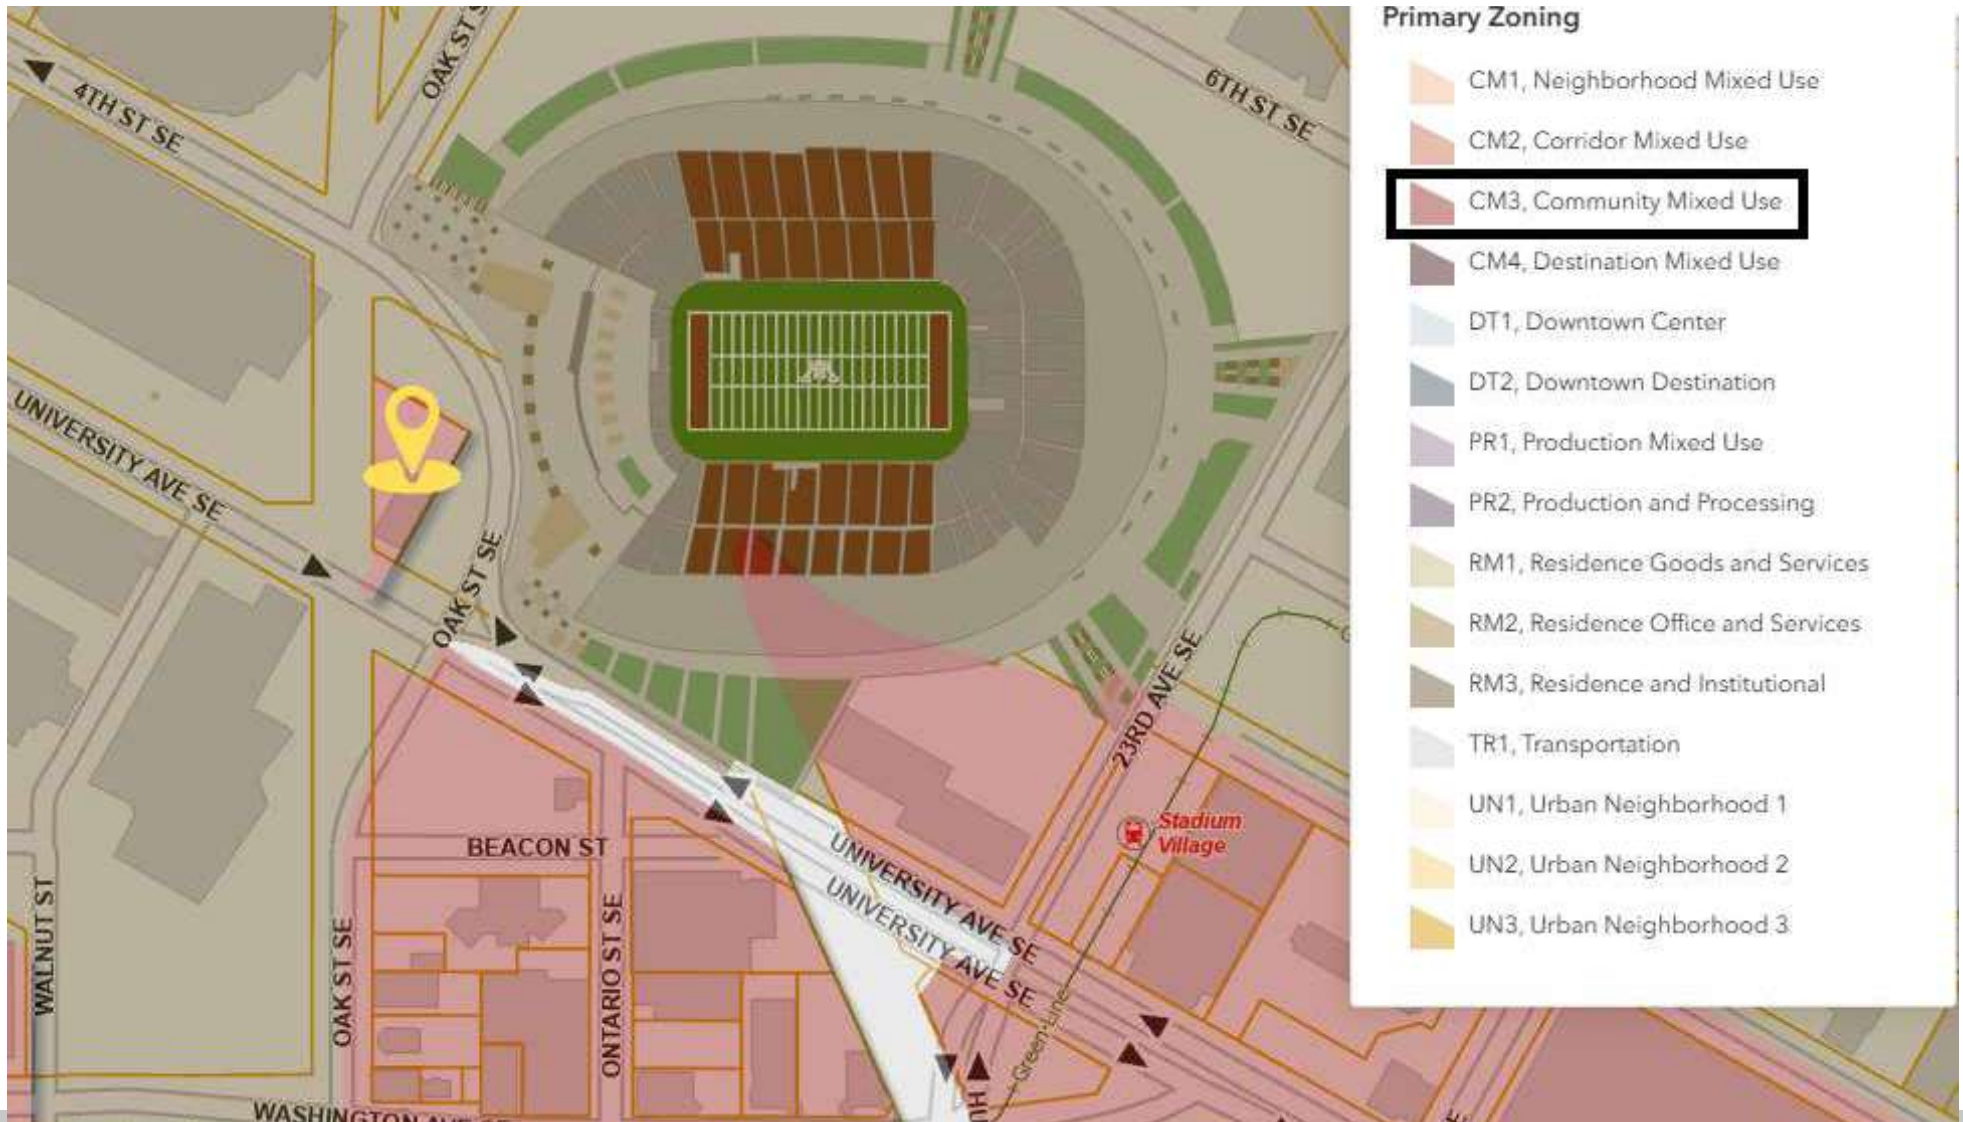 OAK ST S
4TH ST SE
6TH ST SE
UNIVERSITY AVE SE
OAK ST SE
23RD AVE SE
Stadium
Village
BEACON ST
UNIVERSITY AVE SE
UNIVERSITY AVE SE
WALNUT ST
OAK ST SE
ONTARIO ST SE
Green-Line
WASHINGTON AVE SE
HU
Primary Zoning
CM1, Neighborhood Mixed Use
CM2, Corridor Mixed Use
CM3, Community Mixed Use
CM4, Destination Mixed Use
DT1, Downtown Center
DT2, Downtown Destination
PR1, Production Mixed Use
PR2, Production and Processing
RM1, Residence Goods and Services
RM2, Residence Office and Services
RM3, Residence and Institutional
TR1, Transportation
UN1, Urban Neighborhood 1
UN2, Urban Neighborhood 2
UN3, Urban Neighborhood 3